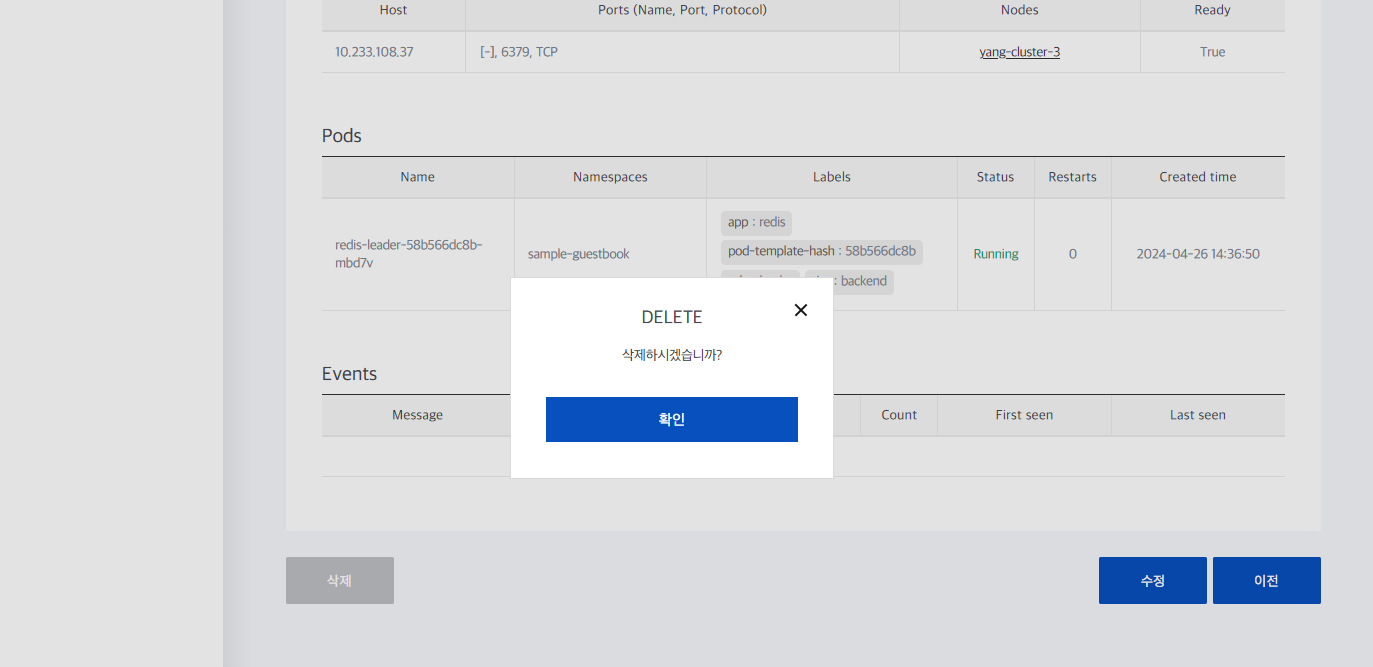 Host Ports (Name, Port, Protocol) Nodes Ready
10.233.108.37 [-], 6379, TCP yang-cluster-3 True
Pods
Name Namespaces Labels Status Restarts Created time
app : redis
redis-leader-58b566dc8b-
mbd7v
sample-guestbook
pod-template-hash : 58b566dc8b
Running 0 2024-04-26 14:36:50
: backend
DELETE
삭제하시겠습니까?
확인
Events
Message Count First seen Last seen
삭제 수정 이전